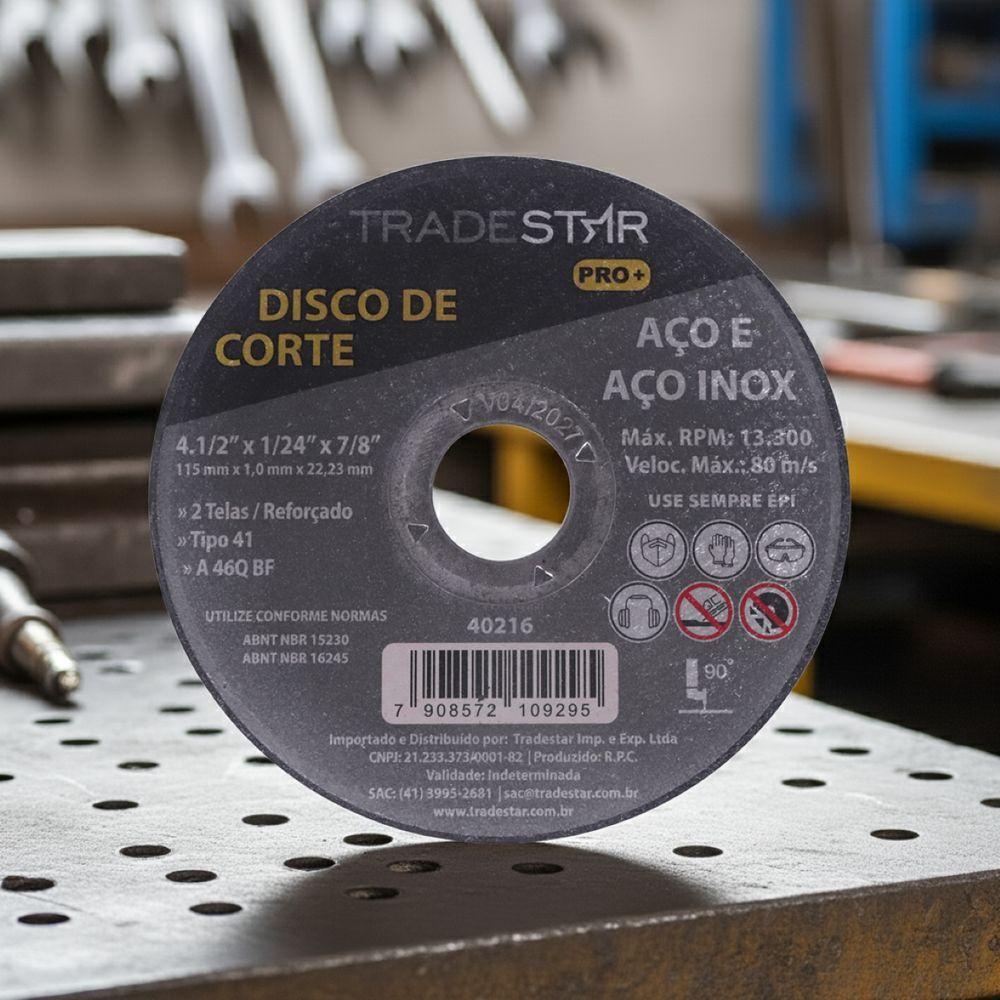 TRADESTAR
PRO+
DISCO DE
CORTE
AÇO E
AÇO INOX
V04/2027
4.1/2" x 1/24" x 7/8"
115 mm x 1,0 mm x 22,23 mm
Máx. RPM: 13.300
Veloc. Máx.: 80 m/s
USE SEMPRE EPI
» 2 Telas / Reforçado
» Tipo 41
» A 46Q BF
UTILIZE CONFORME NORMAS
ABNT NBR 15230
ABNT NBR 16245
40216
90°
7 908572 109295
Importado e Distribuído por: Tradestar Imp. e Exp. Ltda
CNPJ: 21.233.373/0001-82 | Produzido: R.P.C.
Validade: Indeterminada
SAC: (41) 3995-2681 | sac@tradestar.com.br
www.tradestar.com.br